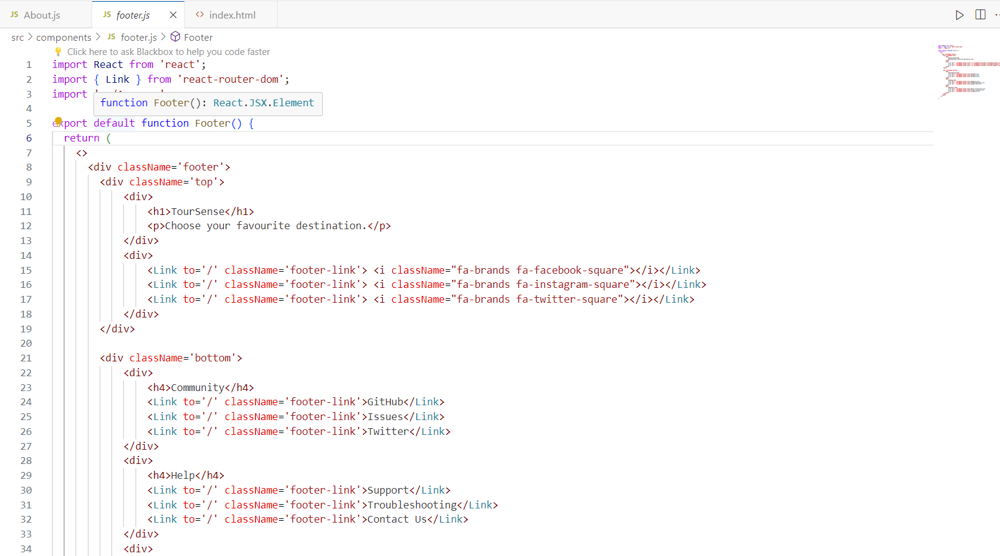 JS About.js
JS footer.js
<> index.html
src > components > JS footer.js > Footer
Click here to ask Blackbox to help you code faster
1 import React from 'react';
2 import { Link } from 'react-router-dom';
3 import
function Footer(): React.JSX.Element
4
5 export default function Footer() {
6 return (
7 <>
8 <div className='footer'>
9 <div className='top'>
10 <div>
11 <h1>TourSense</h1>
12 <p>Choose your favourite destination.</p>
13 </div>
14 <div>
15 <Link to='/' className='footer-link'> <i className="fa-brands fa-facebook-square"></i></Link>
16 <Link to='/' className='footer-link'> <i className="fa-brands fa-instagram-square"></i></Link>
17 <Link to='/' className='footer-link'> <i className="fa-brands fa-twitter-square"></i></Link>
18 </div>
19 </div>
20
21 <div className='bottom'>
22 <div>
23 <h4>Community</h4>
24 <Link to='/' className='footer-link'>GitHub</Link>
25 <Link to='/' className='footer-link'>Issues</Link>
26 <Link to='/' className='footer-link'>Twitter</Link>
27 </div>
28 <div>
29 <h4>Help</h4>
30 <Link to='/' className='footer-link'>Support</Link>
31 <Link to='/' className='footer-link'>Troubleshooting</Link>
32 <Link to='/' className='footer-link'>Contact Us</Link>
33 </div>
34 <div>